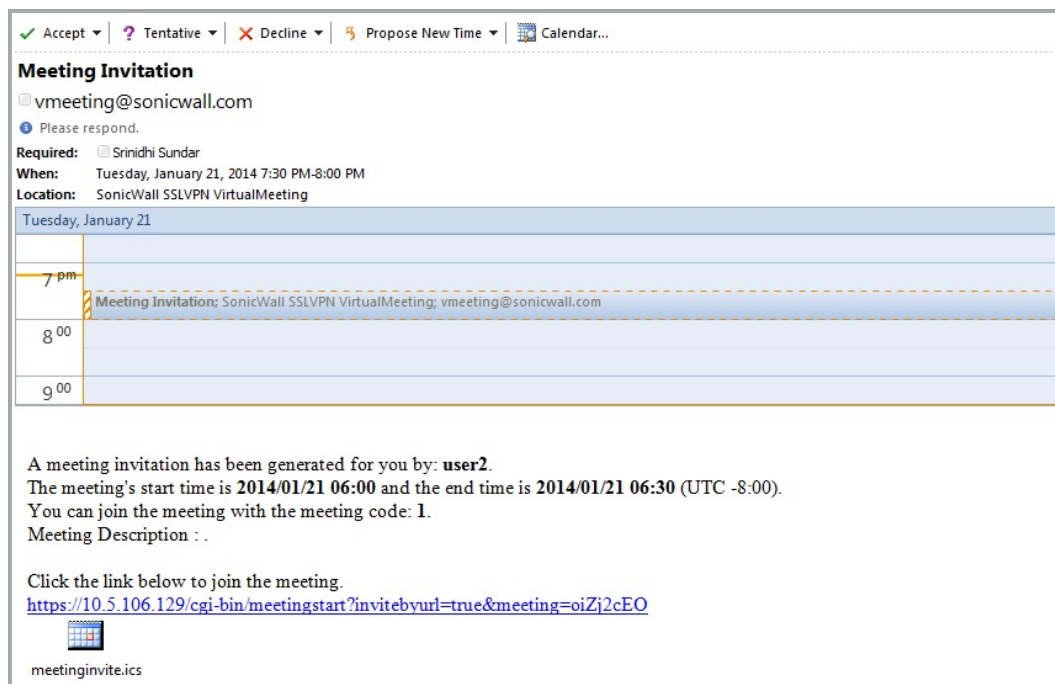 Accept ? Tentative Decline Propose New Time Calendar...
Meeting Invitation
vmeeting@sonicwall.com
Please respond.
Required: Srinidhi Sundar
When: Tuesday, January 21, 2014 7:30 PM-8:00 PM
Location: SonicWall SSLVPN VirtualMeeting
Tuesday, January 21
7 pm
Meeting Invitation; SonicWall SSLVPN VirtualMeeting; vmeeting@sonicwall.com
8 00
9 00
A meeting invitation has been generated for you by: user2.
The meeting's start time is 2014/01/21 06:00 and the end time is 2014/01/21 06:30 (UTC -8:00).
You can join the meeting with the meeting code: 1.
Meeting Description : .
Click the link below to join the meeting.
https://10.5.106.129/cgi-bin/meetingstart?invitebyurl=true&meeting=oiZj2cEO
meetinginvite.ics